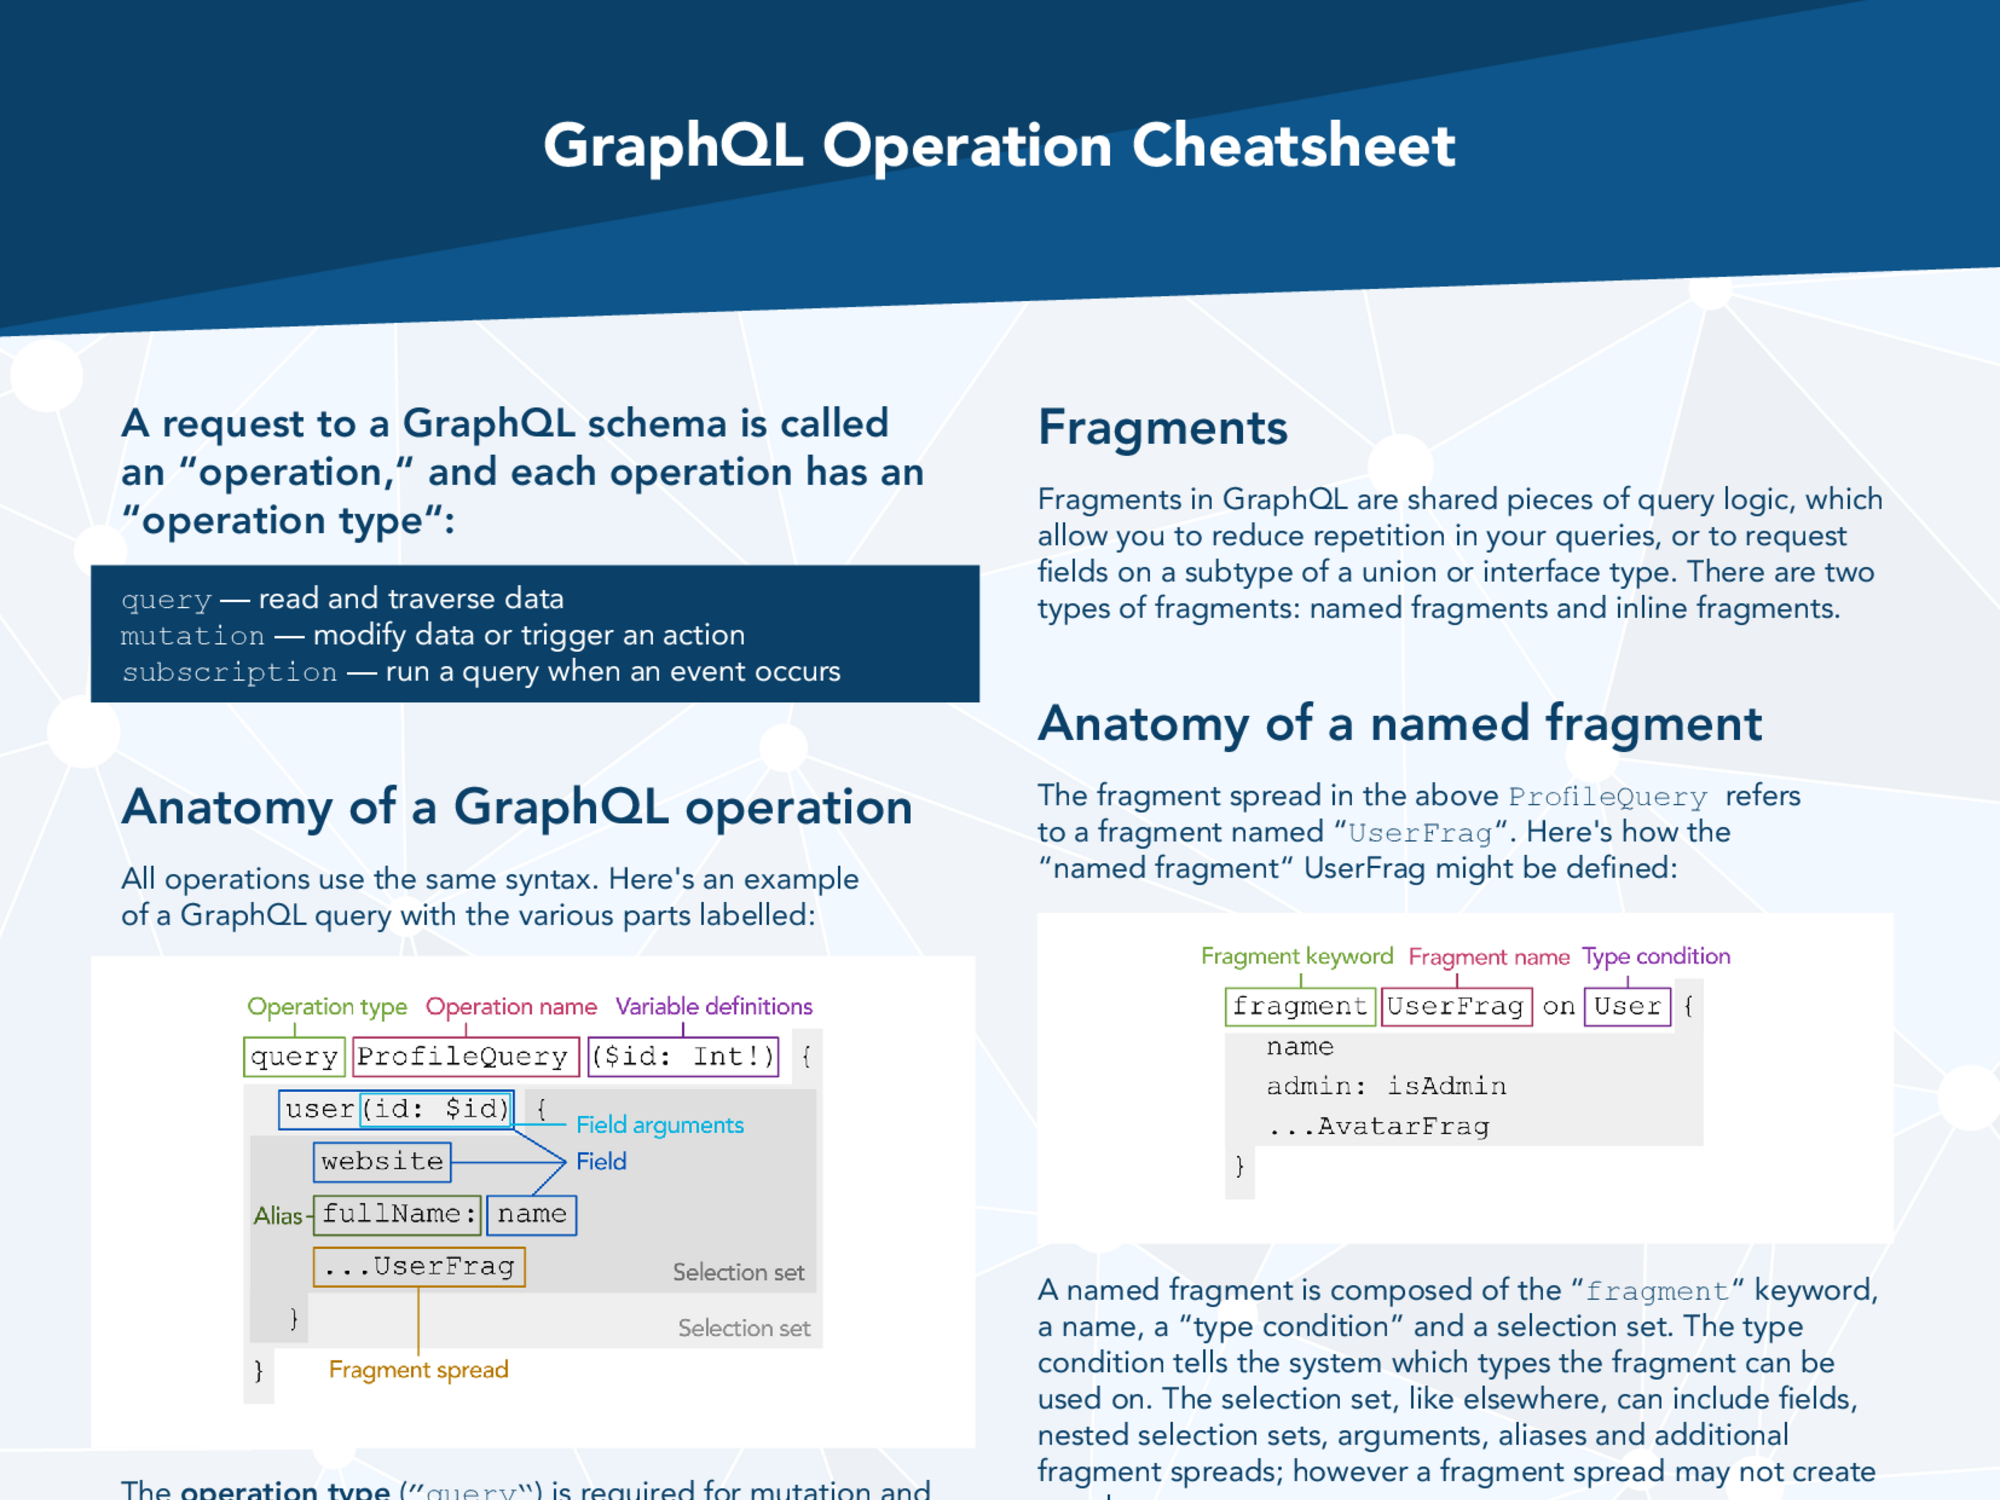 GraphQL Operation Cheatsheet
A request to a GraphQL schema is called
an “operation,“ and each operation has an
“operation type“:
query — read and traverse data
mutation — modify data or trigger an action
subscription — run a query when an event occurs
Anatomy of a GraphQL operation
All operations use the same syntax. Here's an example
of a GraphQL query with the various parts labelled:
Operation type Operation name Variable definitions
query ProfileQuery ($id: Int!) {
user(id: $id) {
Field arguments
website
Field
Alias fullName: name
...UserFrag
Selection set
}
Selection set
}
Fragment spread
The operation type (“query“) is required for mutation and
Fragments
Fragments in GraphQL are shared pieces of query logic, which
allow you to reduce repetition in your queries, or to request
fields on a subtype of a union or interface type. There are two
types of fragments: named fragments and inline fragments.
Anatomy of a named fragment
The fragment spread in the above ProfileQuery refers
to a fragment named “UserFrag“. Here's how the
“named fragment“ UserFrag might be defined:
Fragment keyword Fragment name Type condition
fragment UserFrag on User {
name
admin: isAdmin
...AvatarFrag
}
A named fragment is composed of the “fragment“ keyword,
a name, a “type condition” and a selection set. The type
condition tells the system which types the fragment can be
used on. The selection set, like elsewhere, can include fields,
nested selection sets, arguments, aliases and additional
fragment spreads; however a fragment spread may not create